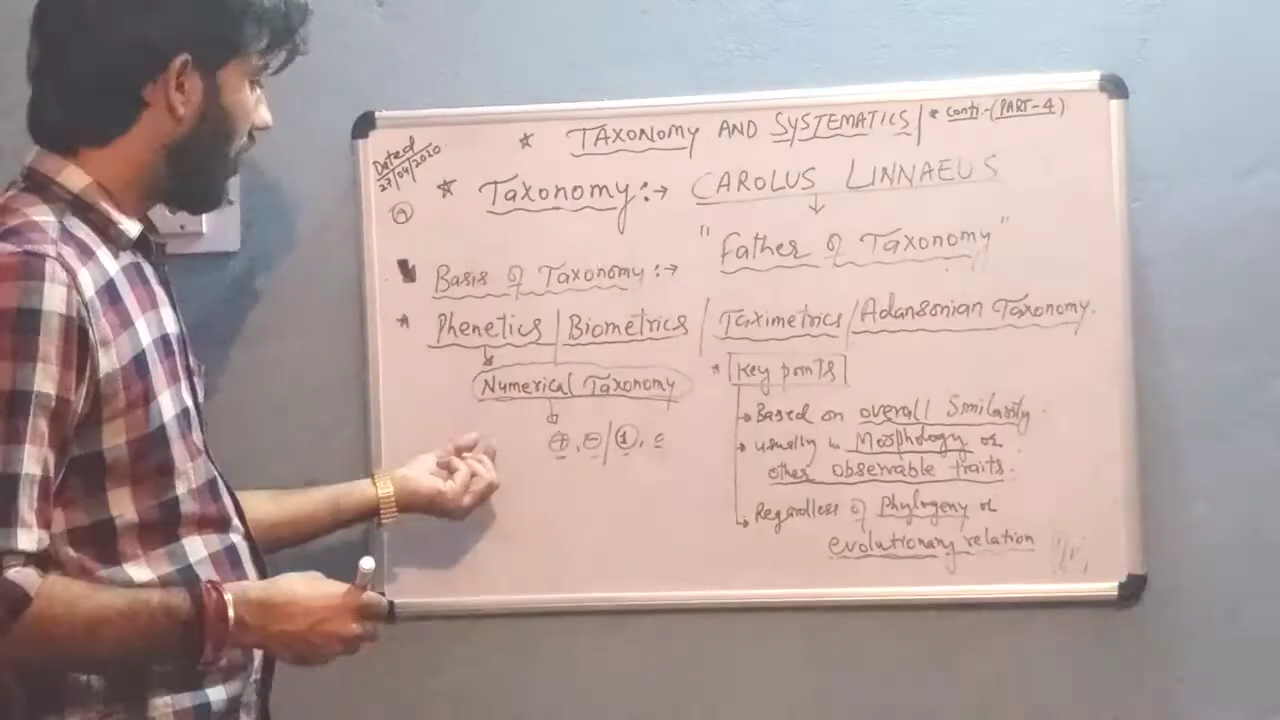 ★ TAXONOMY AND SYSTEMATICS / * conti.-(PART-4)
Dated
27/04/2020
★ Taxonomy:→ CAROLUS LINNAEUS
"Father of Taxonomy"
Basis of Taxonomy:→
* Phenetics | Biometrics / Taximetrics / Adansonian Taxonomy.
Numerical Taxonomy
+, - / 1, 0
* Key points
Based on overall Similarity.
usually in Morphology or
other observable traits.
Regardless of phylogeny or
evolutionary relation